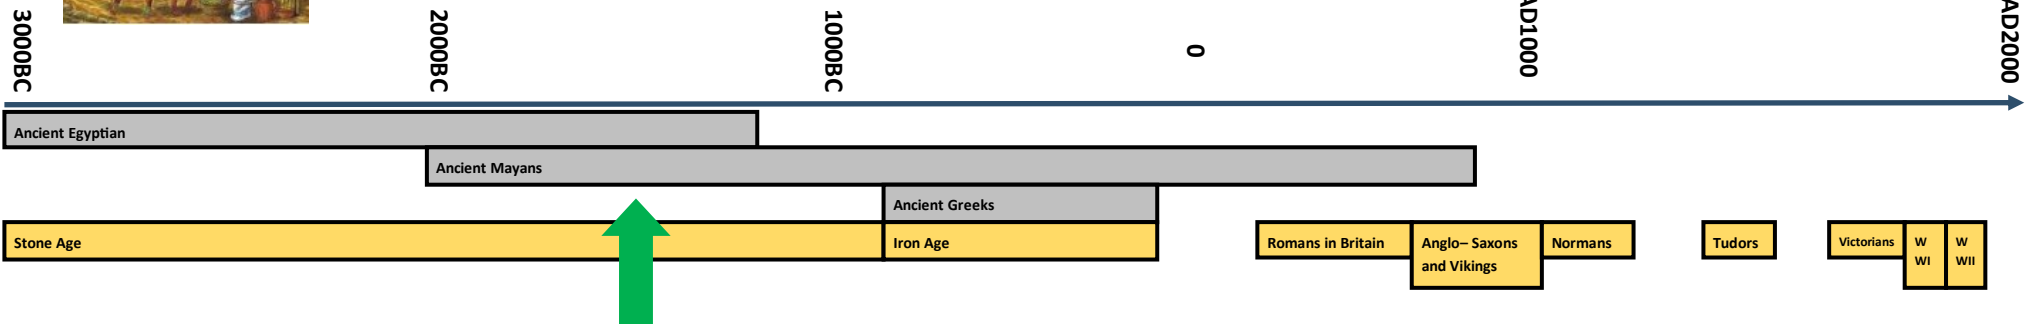 3000BC
2000BC
1000BC
0
AD1000
AD2000
Ancient Egyptian
Ancient Mayans
Ancient Greeks
Stone Age
Iron Age
Romans in Britain
Anglo– Saxons
and Vikings
Normans
Tudors
Victorians
W
WI
W
WII